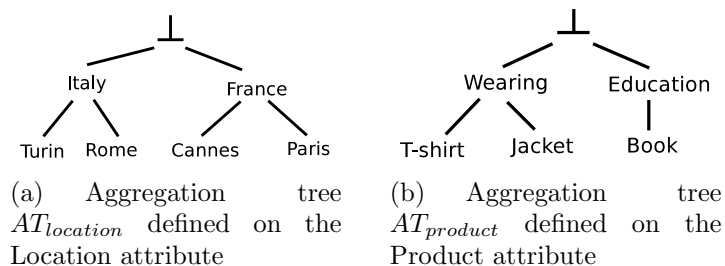 Italy France
Turin Rome Cannes Paris
(a) Aggregation tree
AT_location defined on the
Location attribute
Wearing Education
T-shirt Jacket Book
(b) Aggregation tree
AT_product defined on the
Product attribute